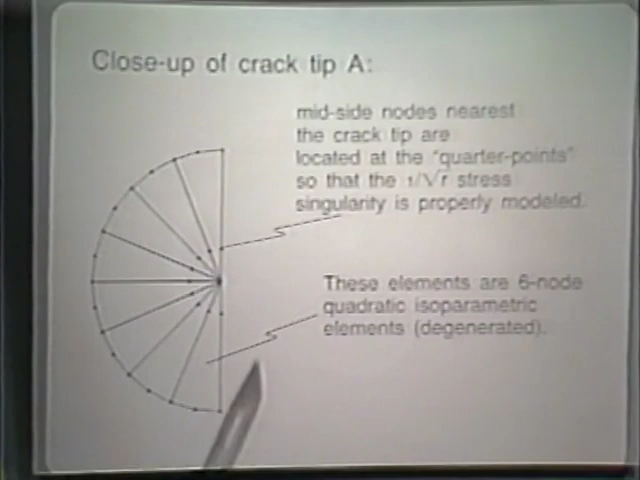 Close-up of crack tip A:
mid-side nodes nearest
the crack tip are
located at the "quarter-points"
so that the 1/√r stress
singularity is properly modeled.
These elements are 6-node
quadratic isoparametric
elements (degenerated).